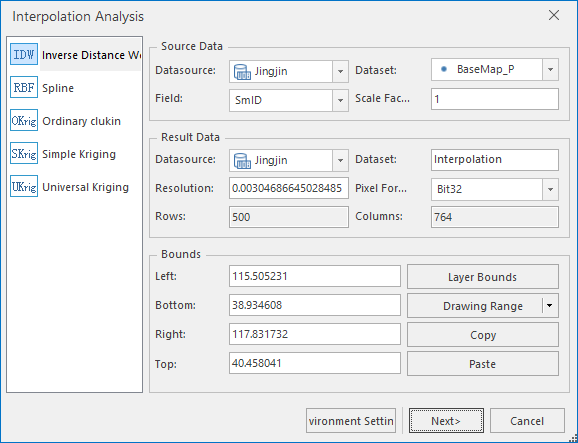 Interpolation Analysis
IDW Inverse Distance We
RBF Spline
OKrig Ordinary clukin
SKrig Simple Kriging
UKrig Universal Kriging
Source Data
Datasource: Jingjin Dataset: BaseMap_P
Field: SmID Scale Fac... 1
Result Data
Datasource: Jingjin Dataset: Interpolation
Resolution: 0.00304686645028485 Pixel For... Bit32
Rows: 500 Columns: 764
Bounds
Left: 115.505231 Layer Bounds
Bottom: 38.934608 Drawing Range
Right: 117.831732 Copy
Top: 40.458041 Paste
vironment Settin Next> Cancel